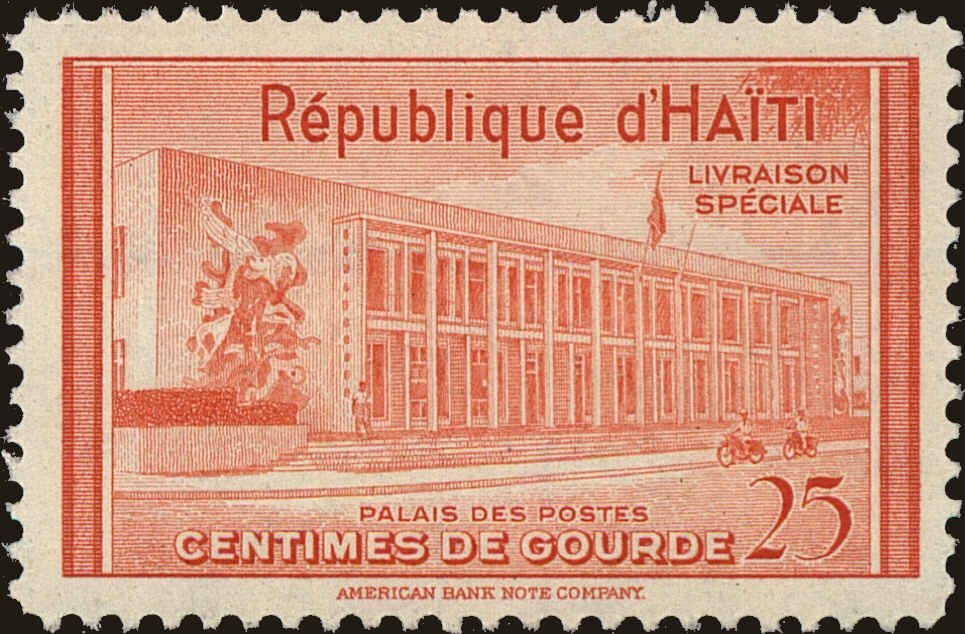 République d'HAÏTI
LIVRAISON
SPÉCIALE
PALAIS DES POSTES
CENTIMES DE GOURDE 25
AMERICAN BANK NOTE COMPANY.